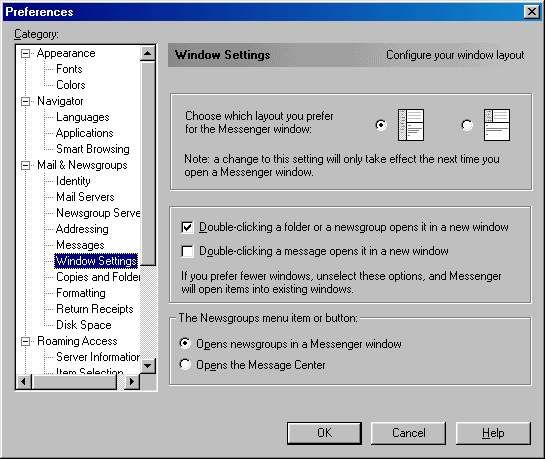 Preferences
Category:
Appearance
Fonts
Colors
Navigator
Languages
Applications
Smart Browsing
Mail & Newsgroups
Identity
Mail Servers
Newsgroup Serve
Addressing
Messages
Window Settings
Copies and Folder
Formatting
Return Receipts
Disk Space
Roaming Access
Server Information
Item Selection
Window Settings
Configure your window layout
Choose which layout you prefer
for the Messenger window:
Note: a change to this setting will only take effect the next time you
open a Messenger window.
Double-clicking a folder or a newsgroup opens it in a new window
Double-clicking a message opens it in a new window
If you prefer fewer windows, unselect these options, and Messenger
will open items into existing windows.
The Newsgroups menu item or button:
Opens newsgroups in a Messenger window
Opens the Message Center
OK
Cancel
Help